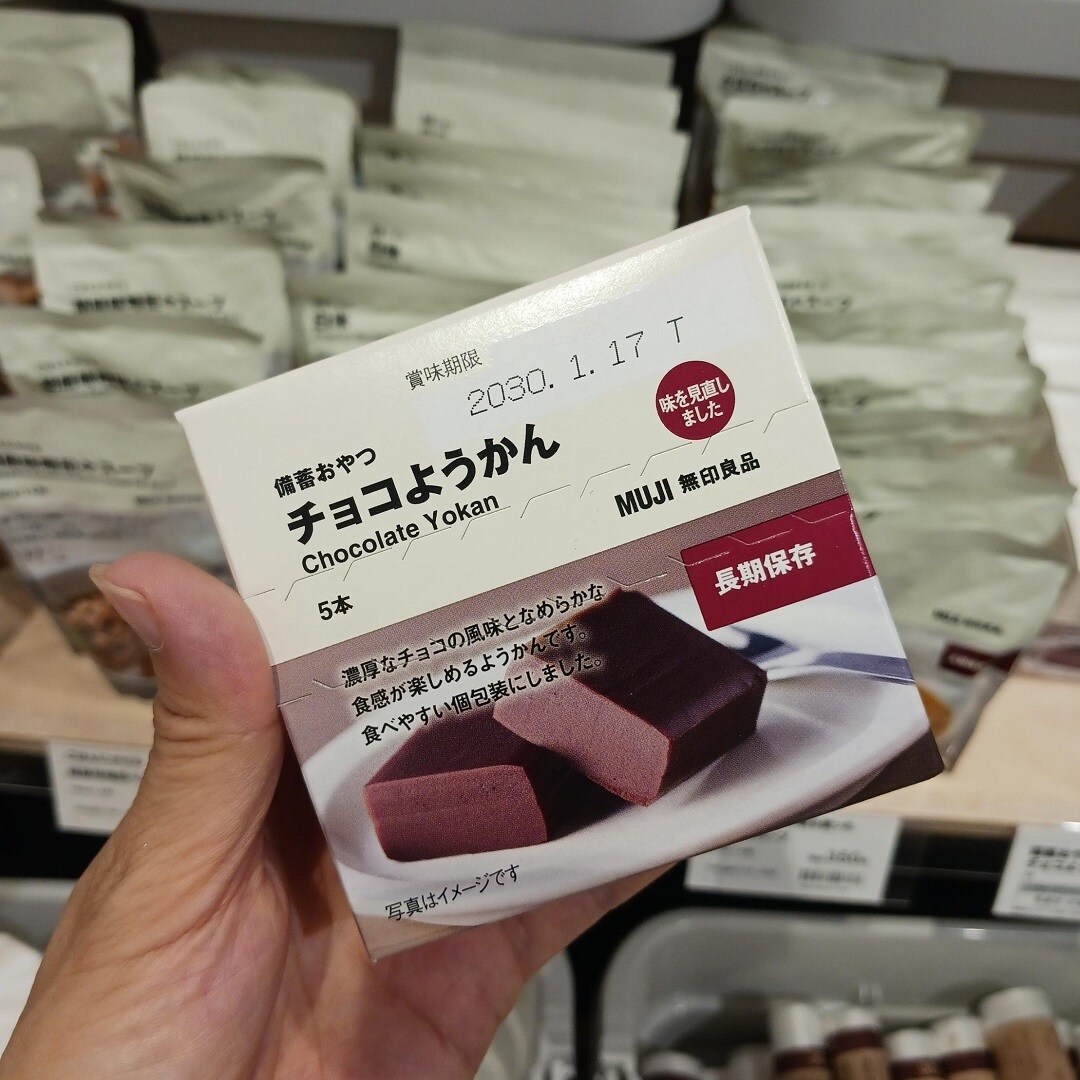 賞味期限
2030. 1. 17 T
味を見直し
ました
備蓄おやつ
チョコようかん
Chocolate Yokan
MUJI 無印良品
5本
長期保存
濃厚なチョコの風味となめらかな
食感が楽しめるようかんです。
食べやすい個包装にしました。
写真はイメージです